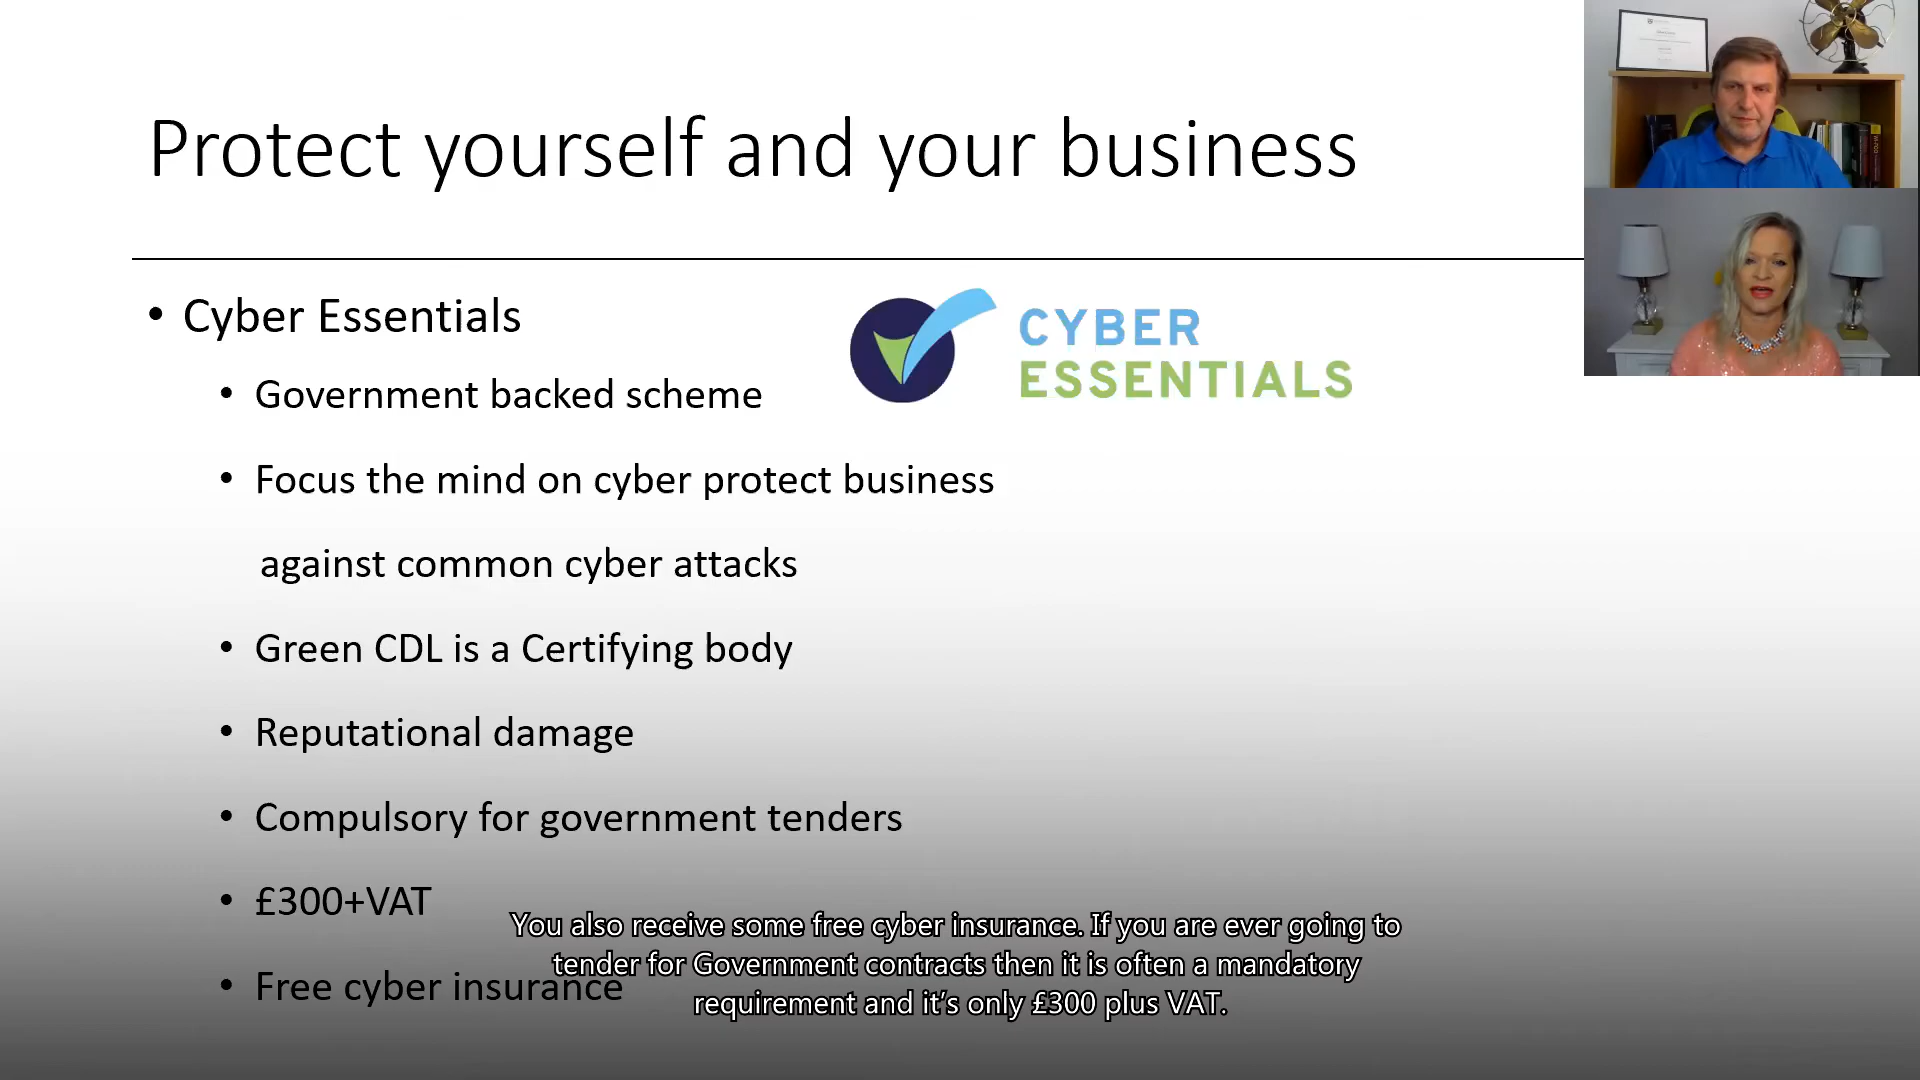 Protect yourself and your business
• Cyber Essentials
CYBER
ESSENTIALS
• Government backed scheme
• Focus the mind on cyber protect business
against common cyber attacks
• Green CDL is a Certifying body
• Reputational damage
• Compulsory for government tenders
• £300+VAT
• Free cyber insurance
You also receive some free cyber insurance. If you are ever going to
tender for Government contracts then it is often a mandatory
requirement and it’s only £300 plus VAT.